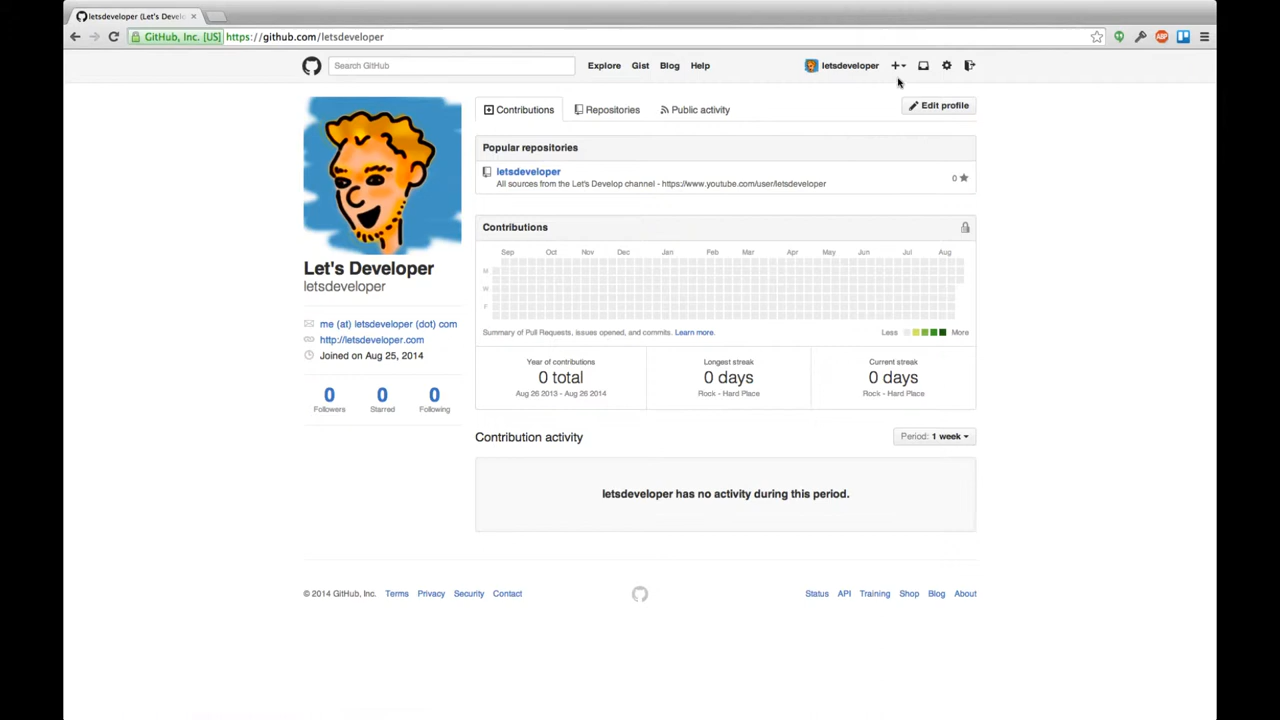 letsdeveloper (Let's Develo
GitHub, Inc. [US] https://github.com/letsdeveloper
Search GitHub Explore Gist Blog Help letsdeveloper
Contributions Repositories Public activity Edit profile
Popular repositories
letsdeveloper
All sources from the Let's Develop channel - https://www.youtube.com/user/letsdeveloper
0
Contributions
Sep Oct Nov Dec Jan Feb Mar Apr May Jun Jul Aug
M
W
F
Summary of Pull Requests, issues opened, and commits. Learn more. Less More
Year of contributions
0 total
Aug 26 2013 - Aug 26 2014
Longest streak
0 days
Rock - Hard Place
Current streak
0 days
Rock - Hard Place
Let's Developer
letsdeveloper
me (at) letsdeveloper (dot) com
http://letsdeveloper.com
Joined on Aug 25, 2014
0 0 0
Followers Starred Following
Contribution activity Period: 1 week
letsdeveloper has no activity during this period.
© 2014 GitHub, Inc. Terms Privacy Security Contact Status API Training Shop Blog About